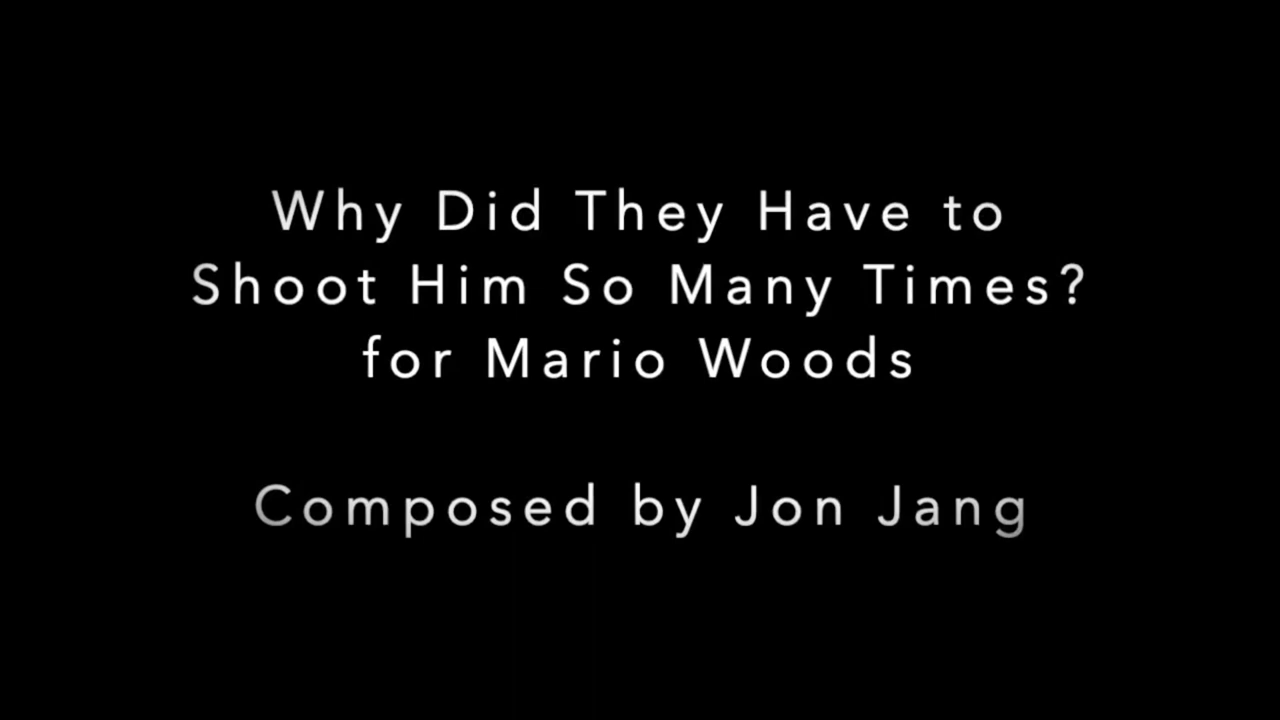 Why Did They Have to
Shoot Him So Many Times?
for Mario Woods
Composed by Jon Jang